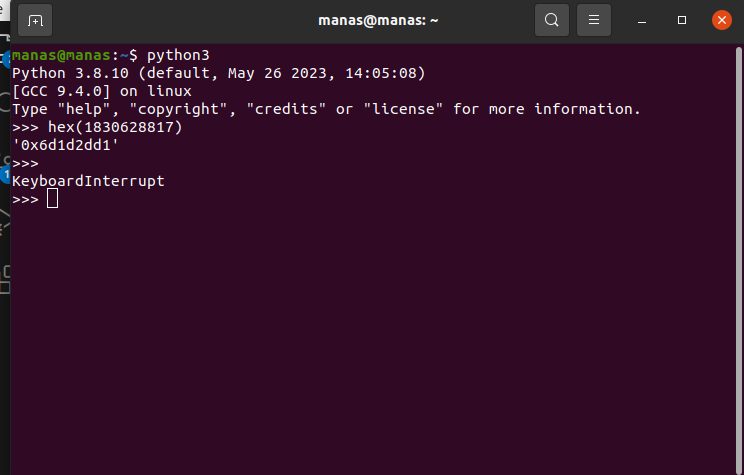 manas@manas: ~
manas@manas:~$ python3
Python 3.8.10 (default, May 26 2023, 14:05:08)
[GCC 9.4.0] on linux
Type "help", "copyright", "credits" or "license" for more information.
>>> hex(1830628817)
'0x6d1d2dd1'
>>>
KeyboardInterrupt
>>>